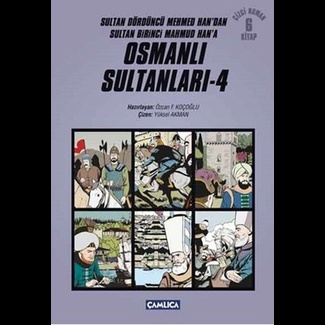 SULTAN DÖRDÜNCÜ MEHMED HAN'DAN
SULTAN BİRİNCİ MAHMUD HAN'A
OSMANLI
SULTANLARI-4
ÇİZGİ ROMAN
6
KİTAP
Hazırlayan: Özcan F. KOÇOĞLU
Çizen: Yüksel AKMAN
ÇAMLICA